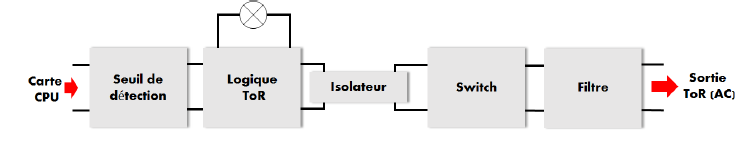 Carte
CPU
Seuil de
détection
Logique
ToR
Isolateur
Switch
Filtre
Sortie
ToR (AC)